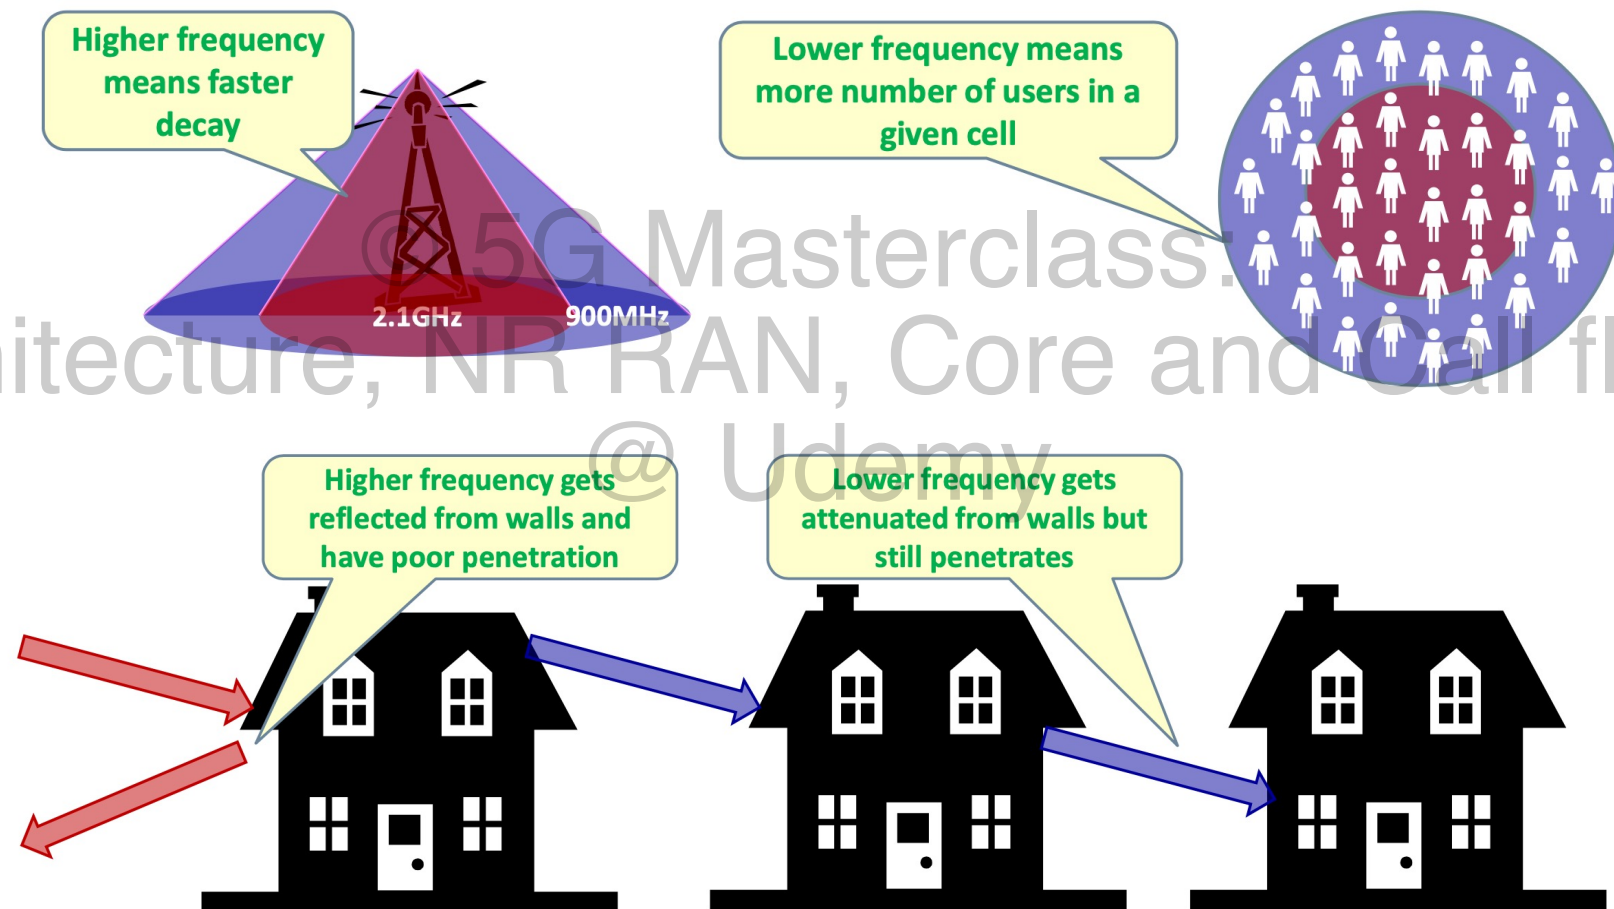 Higher frequency
means faster
decay
Lower frequency means
more number of users in a
given cell
2.1GHz
900MHz
© 5G Masterclass:
hitecture, NR RAN, Core and Call fl
@ Udemy
Higher frequency gets
reflected from walls and
have poor penetration
Lower frequency gets
attenuated from walls but
still penetrates